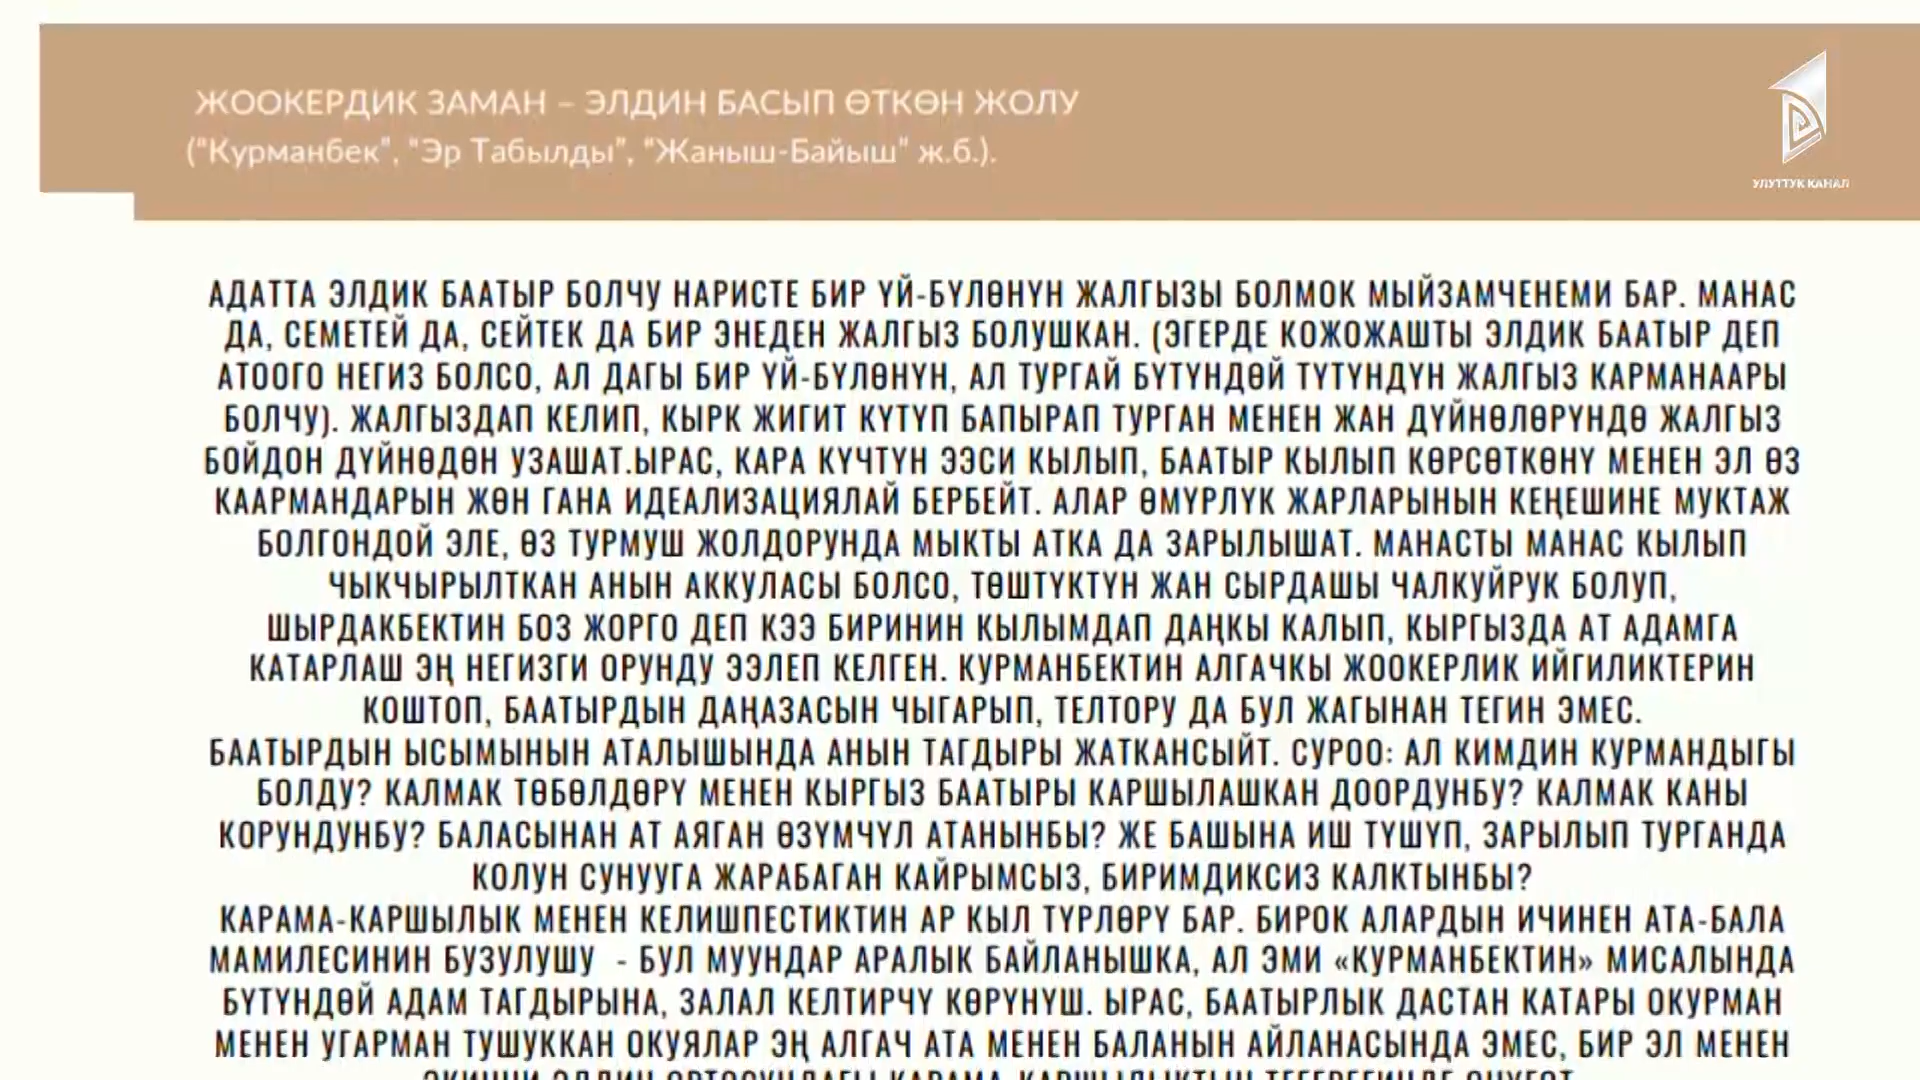 ЖООКЕРДИК ЗАМАН – ЭЛДИН БАСЫП ӨТКӨН ЖОЛУ
(“Курманбек”, “Эр Табылды”, “Жаныш-Байыш” ж.б.).
УЛУТТУК КАНАЛ
АДАТТА ЭЛДИК БААТЫР БОЛЧУ НАРИСТЕ БИР ҮЙ-БҮЛӨНҮН ЖАЛГЫЗЫ БОЛМОК МЫЙЗАМЧЕНЕМИ БАР. МАНАС
ДА, СЕМЕТЕЙ ДА, СЕЙТЕК ДА БИР ЭНЕДЕН ЖАЛГЫЗ БОЛУШКАН. (ЭГЕРДЕ КОЖОЖАШТЫ ЭЛДИК БААТЫР ДЕП
АТООГО НЕГИЗ БОЛСО, АЛ ДАГЫ БИР ҮЙ-БҮЛӨНҮН, АЛ ТУРГАЙ БҮТҮНДӨЙ ТҮТҮНДҮН ЖАЛГЫЗ КАРМАНААРЫ
БОЛЧУ). ЖАЛГЫЗДАП КЕЛИП, КЫРК ЖИГИТ КҮТҮП БАПЫРАП ТУРГАН МЕНЕН ЖАН ДҮЙНӨЛӨРҮНДӨ ЖАЛГЫЗ
БОЙДОН ДҮЙНӨДӨН УЗАШАТ.ЫРАС, КАРА КҮЧТҮН ЭЭСИ КЫЛЫП, БААТЫР КЫЛЫП КӨРСӨТКӨНҮ МЕНЕН ЭЛ ӨЗ
КААРМАНДАРЫН ЖӨН ГАНА ИДЕАЛИЗАЦИЯЛАЙ БЕРБЕЙТ. АЛАР ӨМҮРЛҮК ЖАРЛАРЫНЫН КЕҢЕШИНЕ МУКТАЖ
БОЛГОНДОЙ ЭЛЕ, ӨЗ ТУРМУШ ЖОЛДОРУНДА МЫКТЫ АТКА ДА ЗАРЫЛЫШАТ. МАНАСТЫ МАНАС КЫЛЫП
ЧЫКЧЫРЫЛТКАН АНЫН АККУЛАСЫ БОЛСО, ТӨШТҮКТҮН ЖАН СЫРДАШЫ ЧАЛКУЙРУК БОЛУП,
ШЫРДАКБЕКТИН БОЗ ЖОРГО ДЕП КЭЭ БИРИНИН КЫЛЫМДАП ДАҢКЫ КАЛЫП, КЫРГЫЗДА АТ АДАМГА
КАТАРЛАШ ЭҢ НЕГИЗГИ ОРУНДУ ЭЭЛЕП КЕЛГЕН. КУРМАНБЕКТИН АЛГАЧКЫ ЖООКЕРЛИК ИЙГИЛИКТЕРИН
КОШТОП, БААТЫРДЫН ДАҢАЗАСЫН ЧЫГАРЫП, ТЕЛТОРУ ДА БУЛ ЖАГЫНАН ТЕГИН ЭМЕС.
БААТЫРДЫН ЫСЫМЫНЫН АТАЛЫШЫНДА АНЫН ТАГДЫРЫ ЖАТКАНСЫЙТ. СУРОО: АЛ КИМДИН КУРМАНДЫГЫ
БОЛДУ? КАЛМАК ТӨБӨЛДӨРҮ МЕНЕН КЫРГЫЗ БААТЫРЫ КАРШЫЛАШКАН ДООРДУНБУ? КАЛМАК КАНЫ
КОРУНДУНБУ? БАЛАСЫНАН АТ АЯГАН ӨЗҮМЧҮЛ АТАНЫНБЫ? ЖЕ БАШЫНА ИШ ТҮШҮП, ЗАРЫЛЫП ТУРГАНДА
КОЛУН СУНУУГА ЖАРАБАГАН КАЙРЫМСЫЗ, БИРИМДИКСИЗ КАЛКТЫНБЫ?
КАРАМА-КАРШЫЛЫК МЕНЕН КЕЛИШПЕСТИКТИН АР КЫЛ ТҮРЛӨРҮ БАР. БИРОК АЛАРДЫН ИЧИНЕН АТА-БАЛА
МАМИЛЕСИНИН БУЗУЛУШУ  - БУЛ МУУНДАР АРАЛЫК БАЙЛАНЫШКА, АЛ ЭМИ «КУРМАНБЕКТИН» МИСАЛЫНДА
БҮТҮНДӨЙ АДАМ ТАГДЫРЫНА, ЗАЛАЛ КЕЛТИРЧҮ КӨРҮНҮШ. ЫРАС, БААТЫРЛЫК ДАСТАН КАТАРЫ ОКУРМАН
МЕНЕН УГАРМАН ТУШУККАН ОКУЯЛАР ЭҢ АЛГАЧ АТА МЕНЕН БАЛАНЫН АЙЛАНАСЫНДА ЭМЕС, БИР ЭЛ МЕНЕН